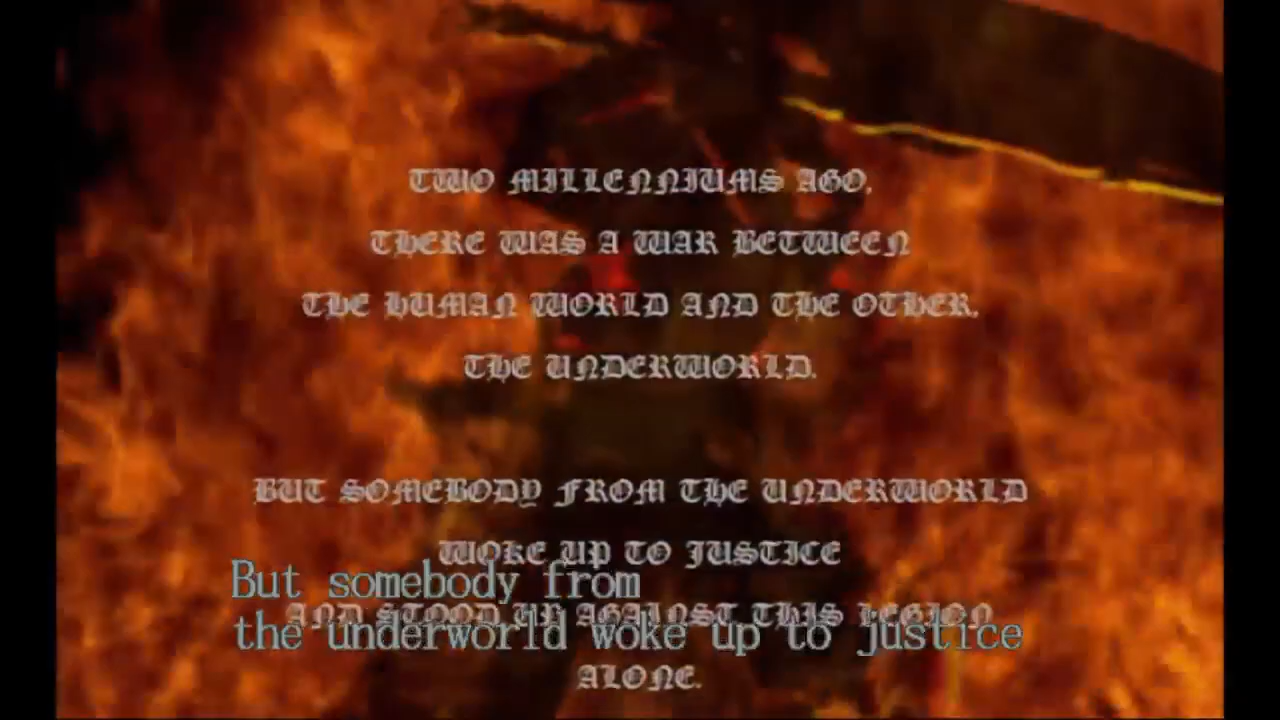 TWO MILLENNIUMS AGO,
THERE WAS A WAR BETWEEN
THE HUMAN WORLD AND THE OTHER,
THE UNDERWORLD.
BUT SOMEBODY FROM THE UNDERWORLD
WOKE UP TO JUSTICE
But somebody from
AND STOOD UP AGAINST THIS LEGION
the underworld woke up to justice
ALONE.